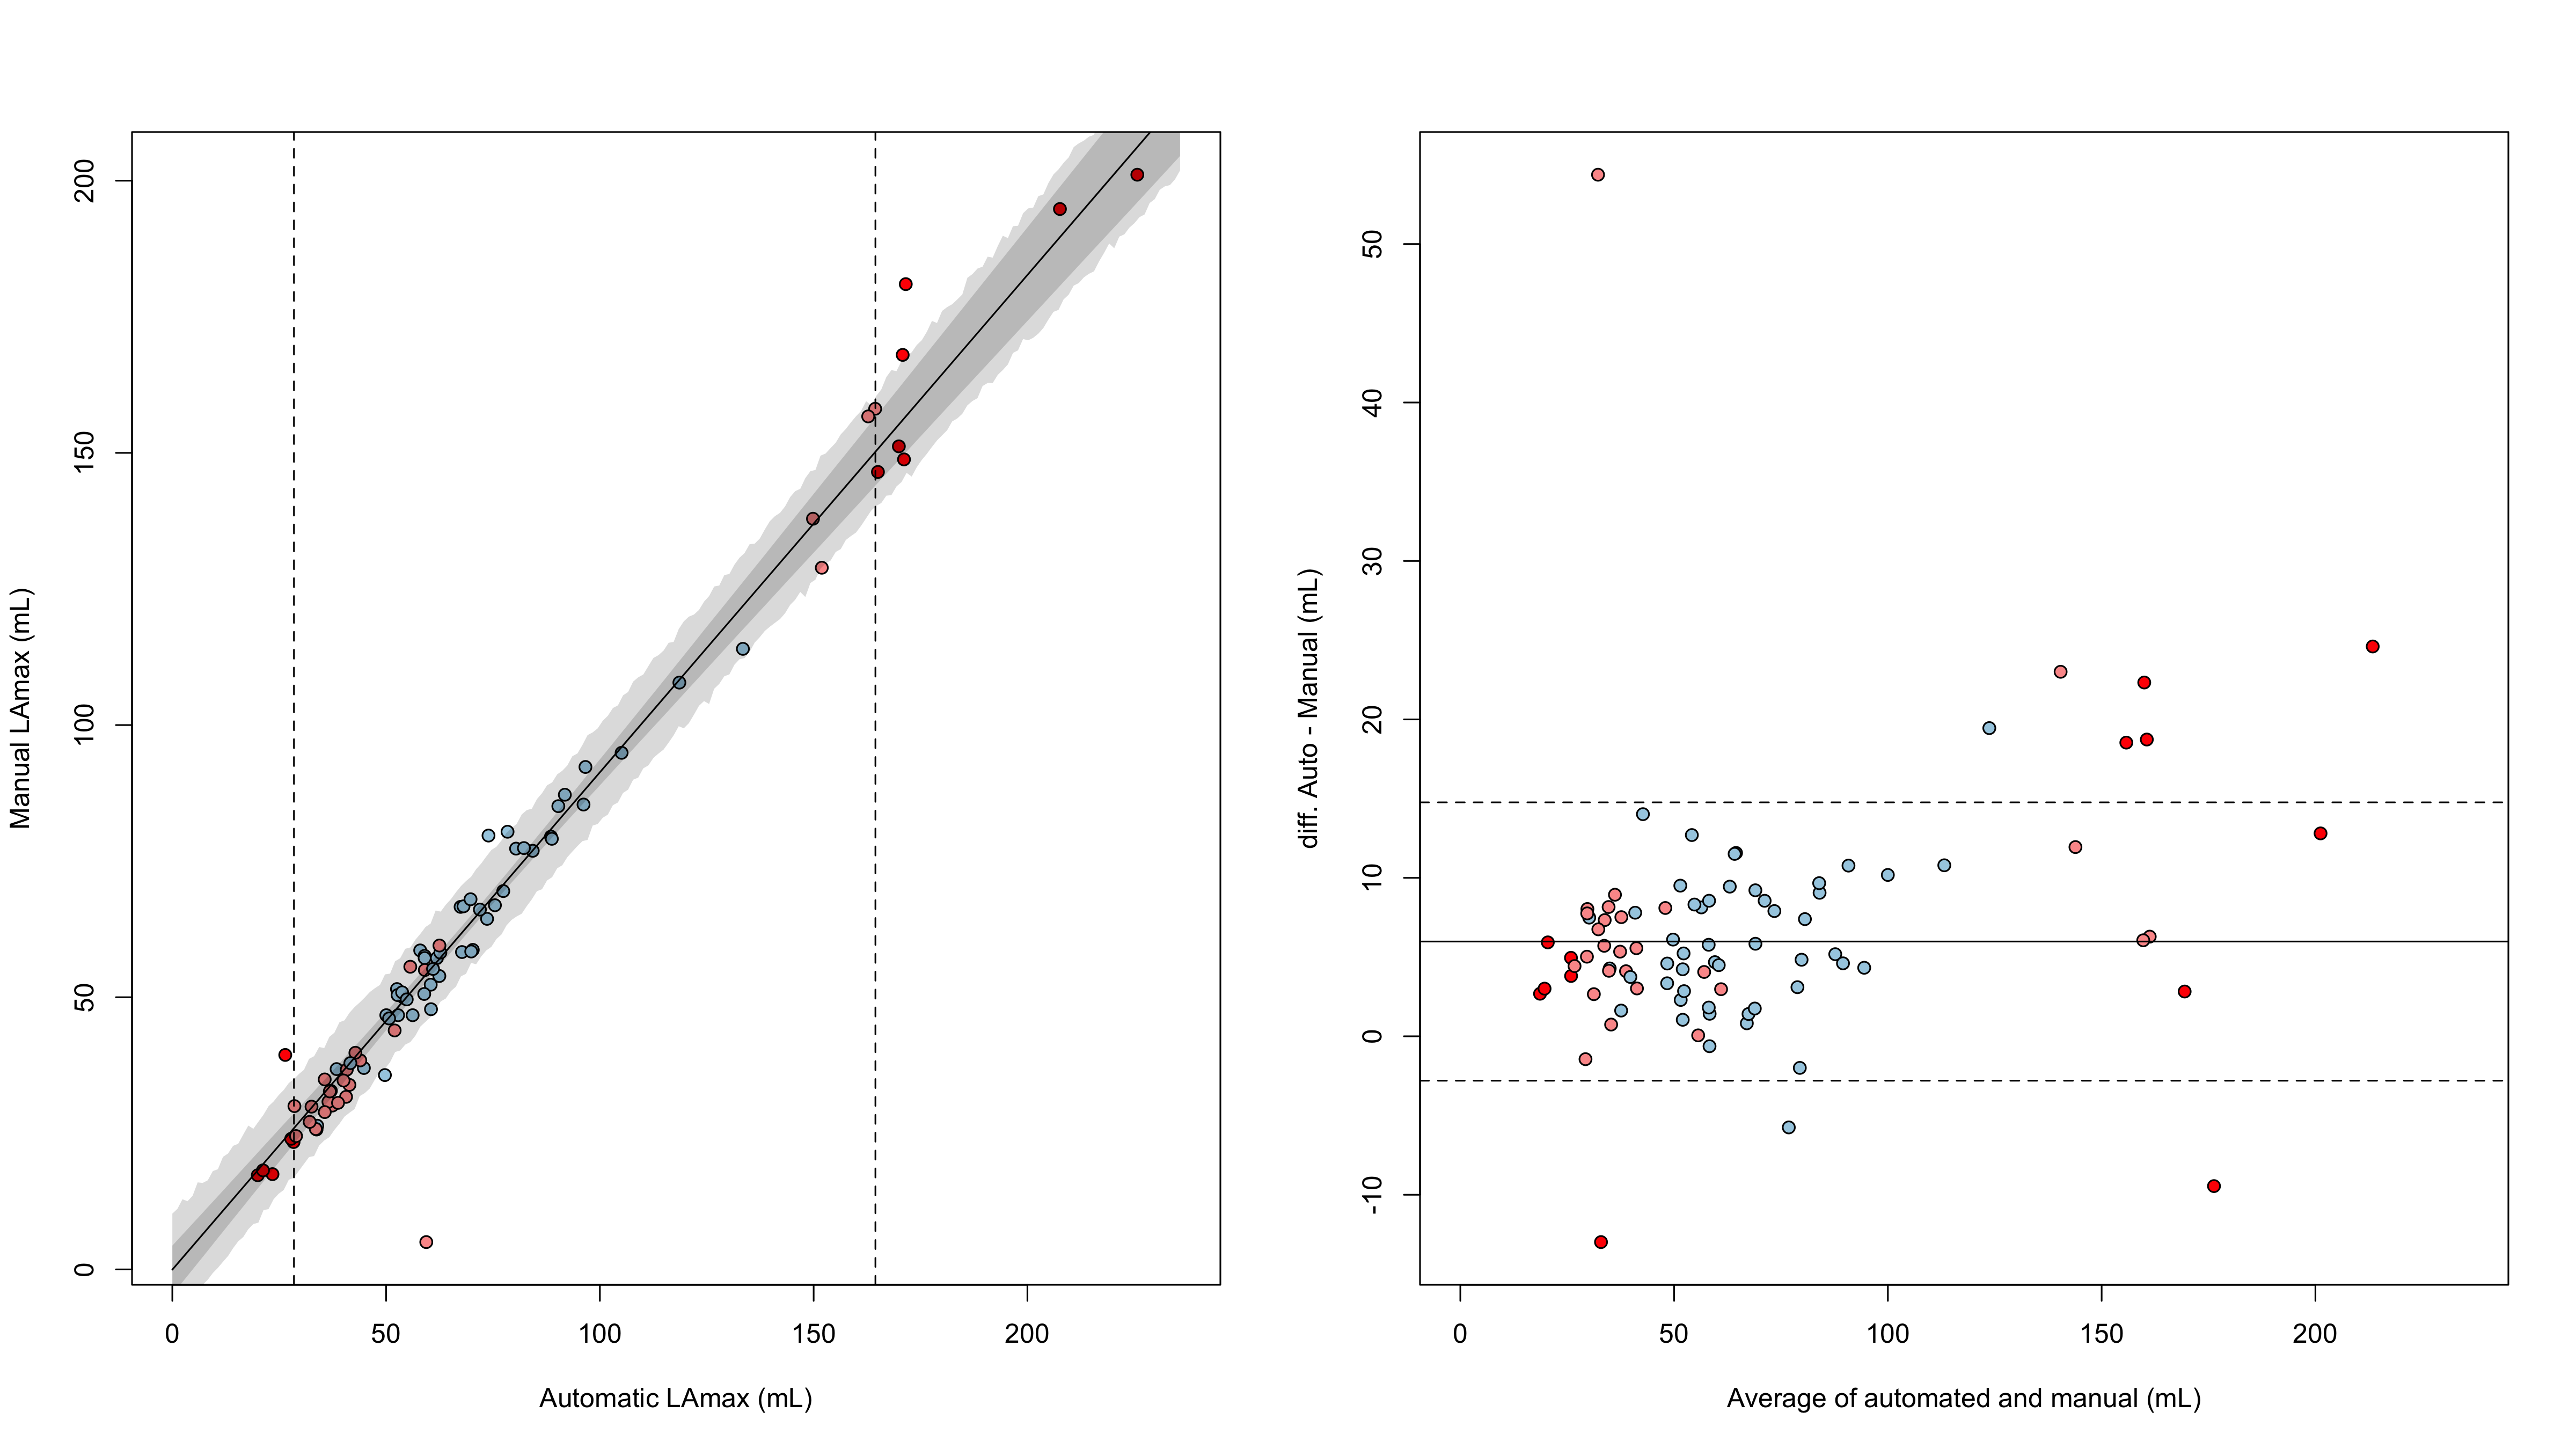 Manual LAmax (mL)
200
150
100
50
0
0 50 100 150 200
Automatic LAmax (mL)
diff. Auto - Manual (mL)
50
40
30
20
10
0
-10
0 50 100 150 200
Average of automated and manual (mL)